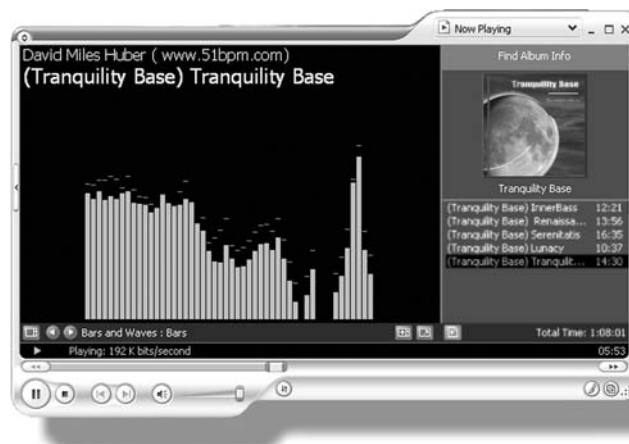 Now Playing
David Miles Huber ( www.51bpm.com)
(Tranquility Base) Tranquility Base
Find Album Info
Tranquility Base
Tranquility Base
(Tranquility Base) InnerBass 12:21
(Tranquility Base) Renaissa... 13:56
(Tranquility Base) Serenitatis 16:35
(Tranquility Base) Lunacy 10:37
(Tranquility Base) Tranquilit... 14:30
Bars and Waves : Bars
Total Time: 1:08:01
Playing: 192 K bits/second
05:53